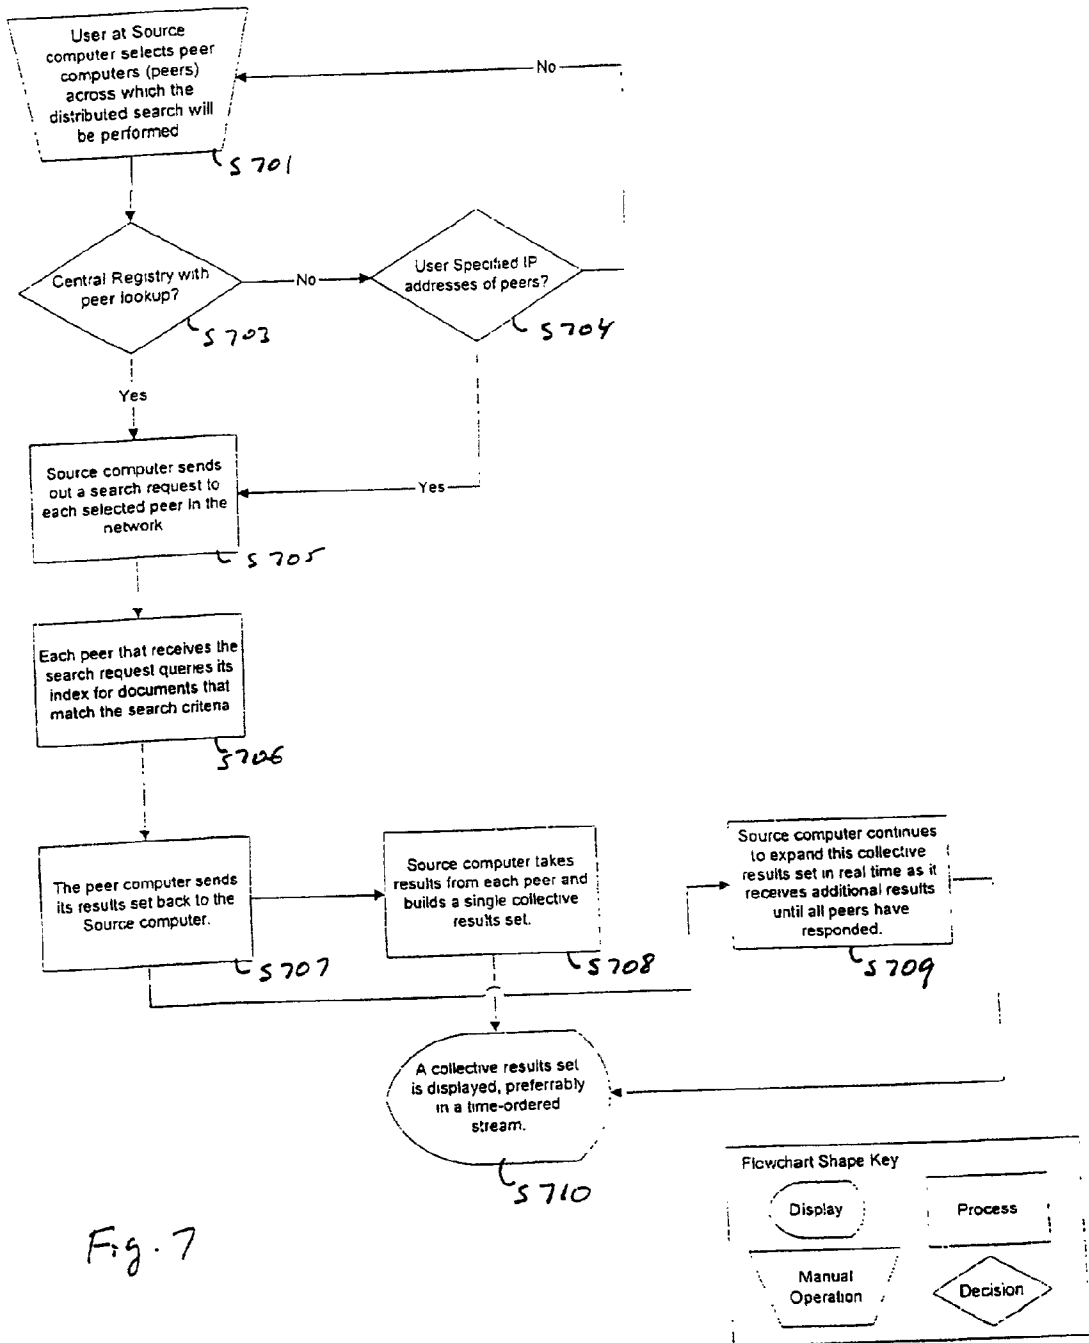 User at Source
computer selects peer
computers (peers)
across which the
distributed search will
be performed
S 701
No
Central Registry with
peer lookup?
S 703
No
User Specified IP
addresses of peers?
S 704
Yes
Yes
Source computer sends
out a search request to
each selected peer in the
network
S 705
Each peer that receives the
search request queries its
index for documents that
match the search criteria
S706
The peer computer sends
its results set back to the
Source computer.
S 707
Source computer takes
results from each peer and
builds a single collective
results set.
S708
Source computer continues
to expand this collective
results set in real time as it
receives additional results
until all peers have
responded.
S709
A collective results set
is displayed, preferrably
in a time-ordered
stream.
S 710
Fig. 7
Flowchart Shape Key
Display
Process
Manual
Operation
Decision